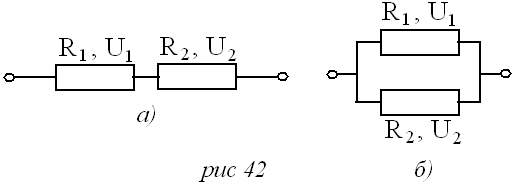 R₁, U₁ R₂, U₂
а)
R₁, U₁
R₂, U₂
б)
рис 42